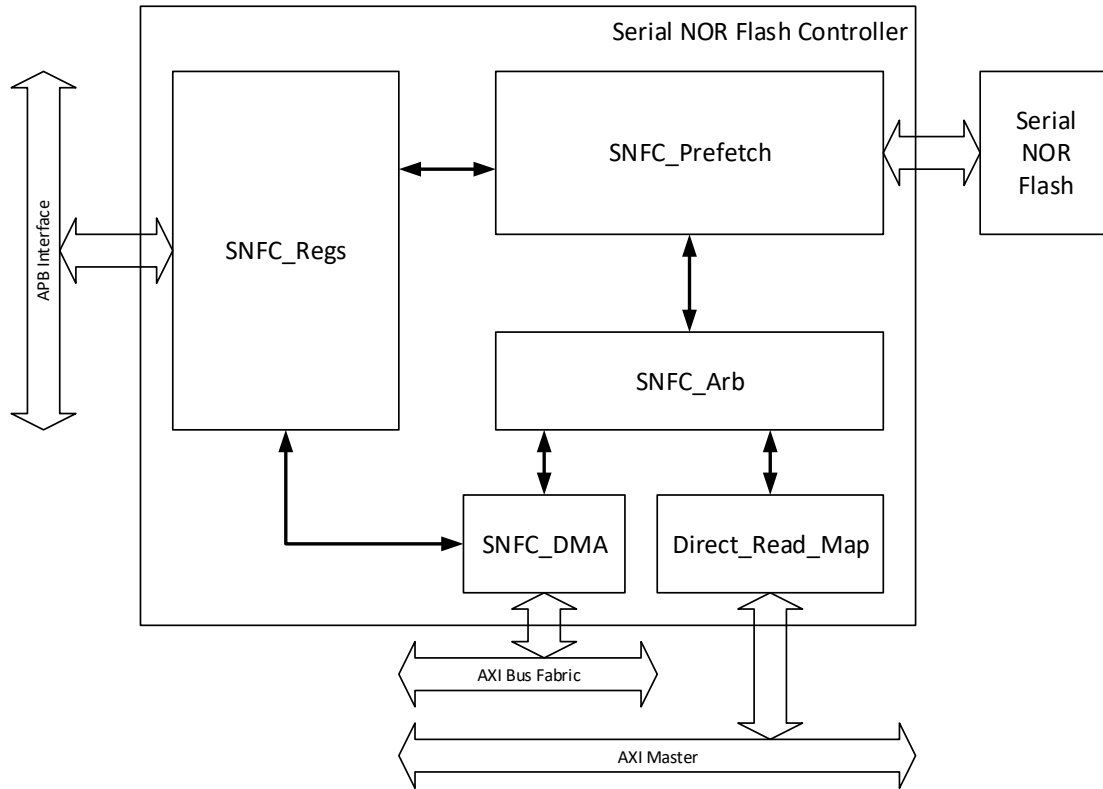 Serial NOR Flash Controller
APB Interface
SNFC_Regs
SNFC_Prefetch
Serial
NOR
Flash
SNFC_Arb
SNFC_DMA
Direct_Read_Map
AXI Bus Fabric
AXI Master